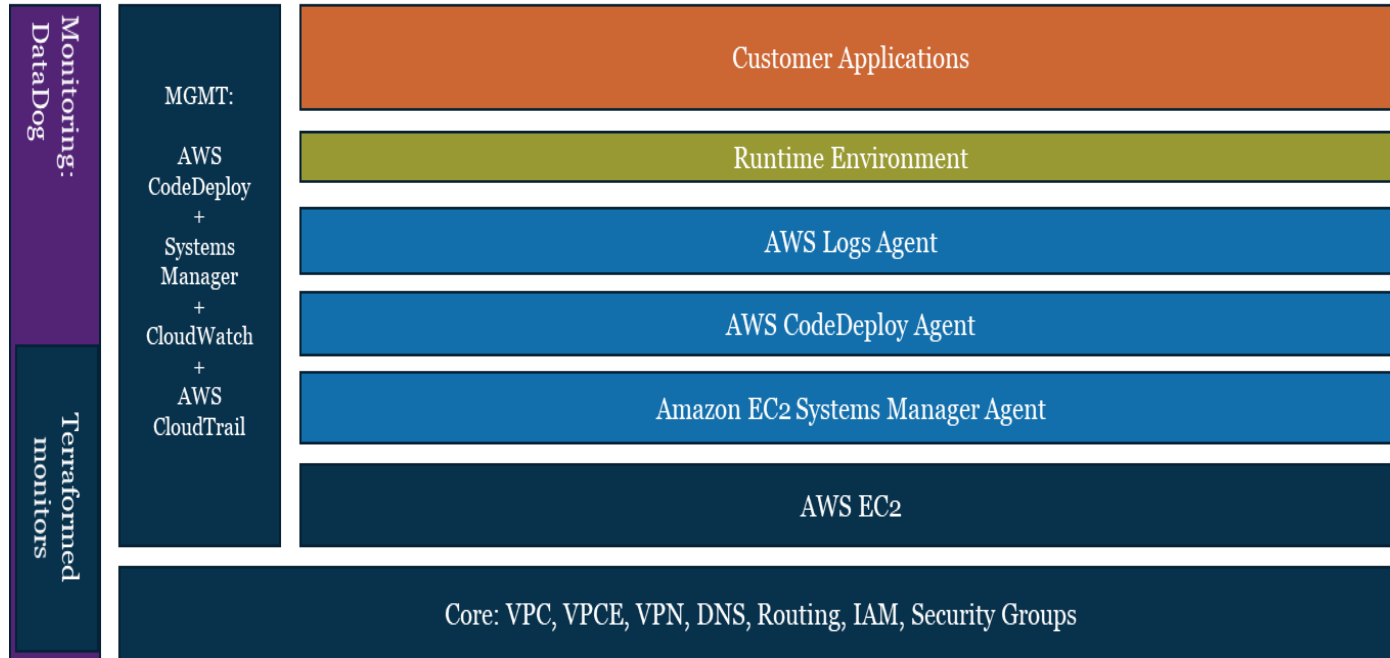 Monitoring:
DataDog
Terraformed
monitors
MGMT:
AWS
CodeDeploy
+
Systems
Manager
+
CloudWatch
+
AWS
CloudTrail
Customer Applications
Runtime Environment
AWS Logs Agent
AWS CodeDeploy Agent
Amazon EC2 Systems Manager Agent
AWS EC2
Core: VPC, VPCE, VPN, DNS, Routing, IAM, Security Groups